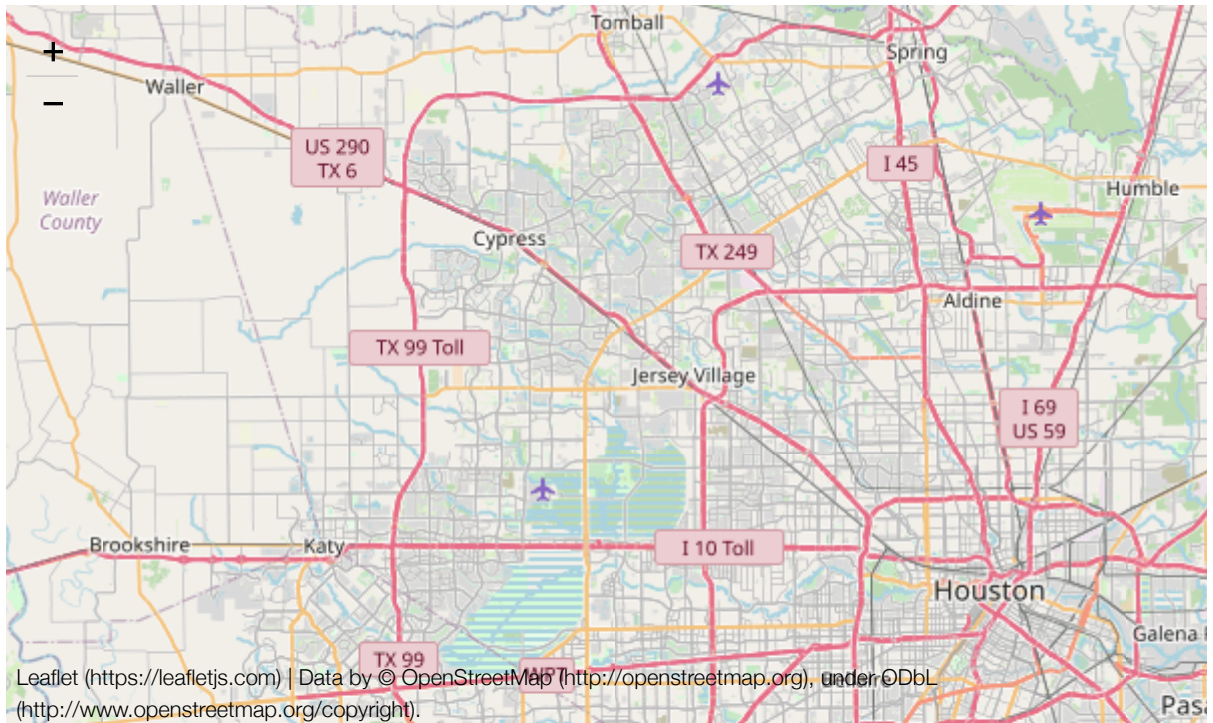 Tomball
Spring
+
Waller
−
US 290
TX 6
I 45
Waller
County
Humble
Cypress
TX 249
Aldine
TX 99 Toll
Jersey Village
I 69
US 59
Brookshire
Katy
I 10 Toll
Houston
Galena
TX 99
WPT
Leaflet (https://leafletjs.com) | Data by © OpenStreetMap (http://openstreetmap.org), under ODbL
(http://www.openstreetmap.org/copyright).
Pasa